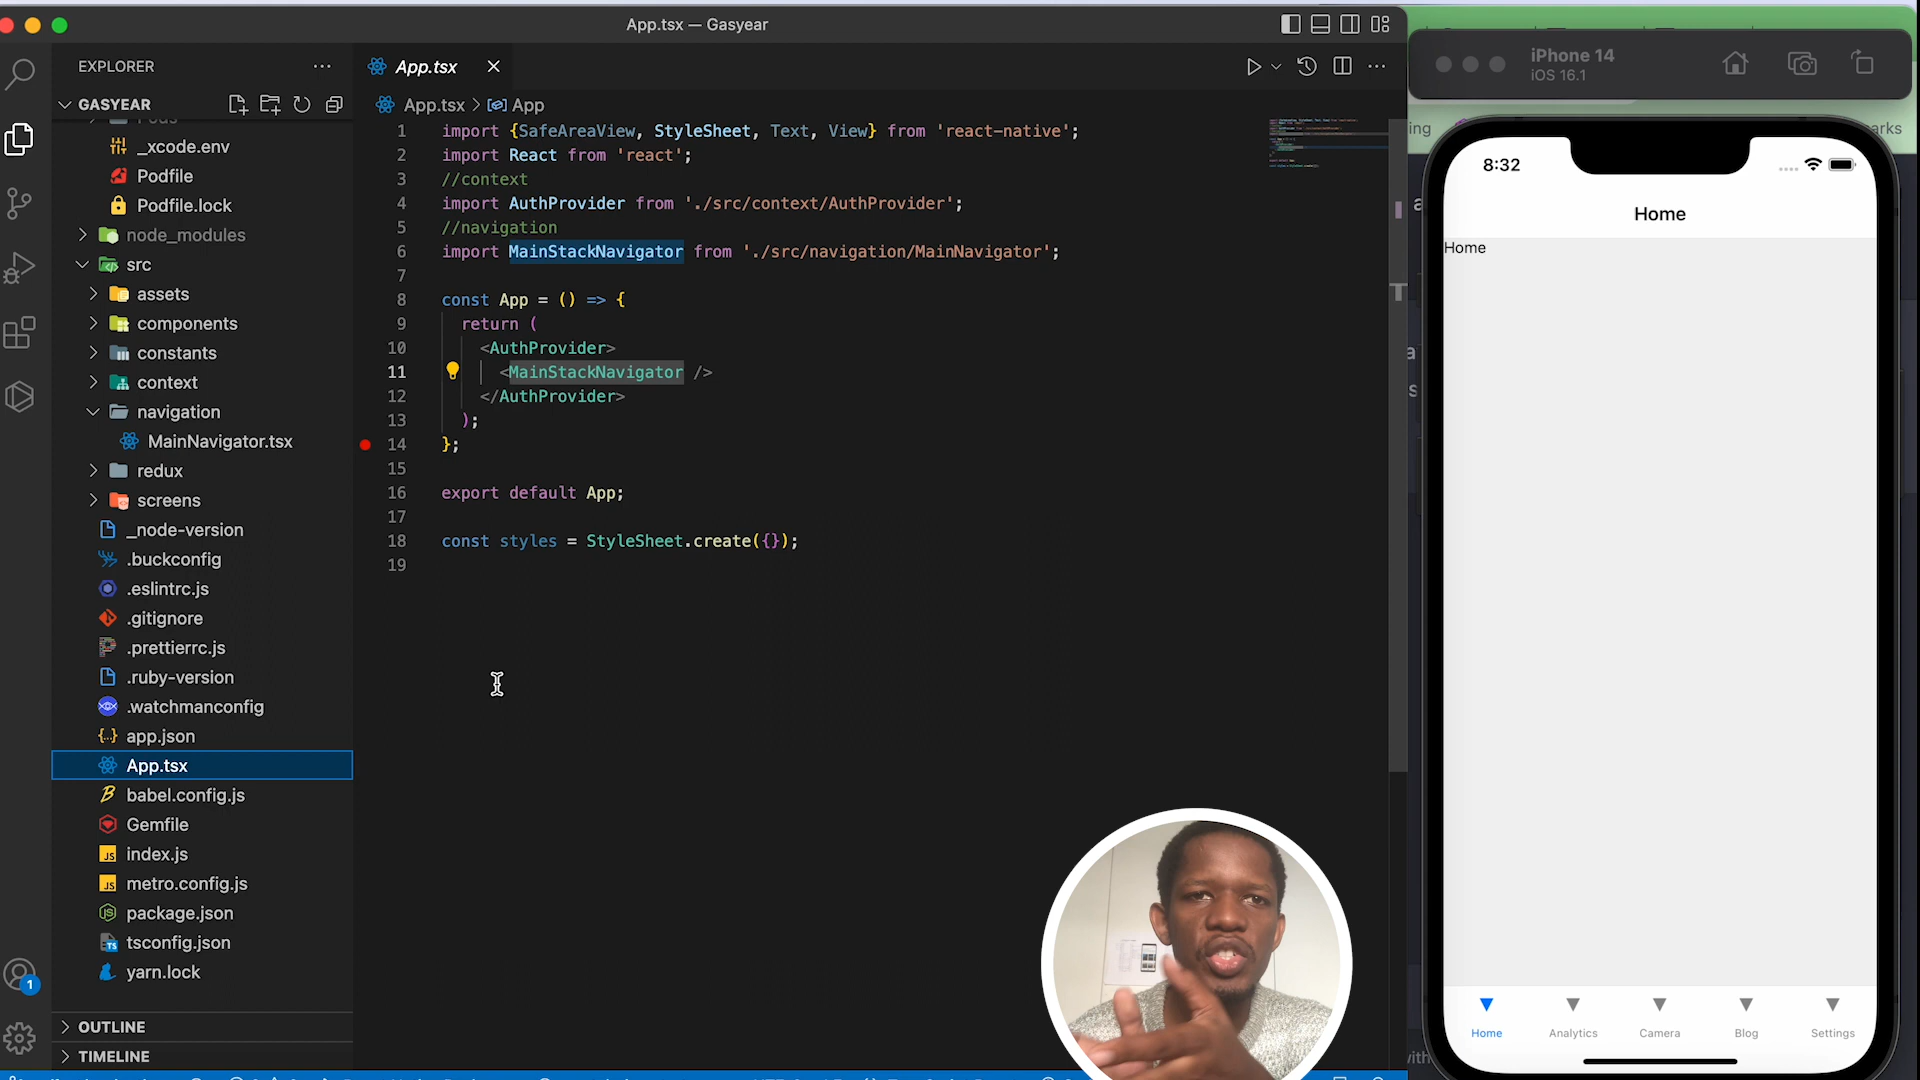 App.tsx — Gasyear
EXPLORER
GASYEAR
Pods
_xcode.env
Podfile
Podfile.lock
node_modules
src
assets
components
constants
context
navigation
MainNavigator.tsx
redux
screens
_node-version
.buckconfig
.eslintrc.js
.gitignore
.prettierrc.js
.ruby-version
.watchmanconfig
app.json
App.tsx
babel.config.js
Gemfile
index.js
metro.config.js
package.json
tsconfig.json
yarn.lock
OUTLINE
TIMELINE
1
App.tsx
App.tsx > App
1 import {SafeAreaView, StyleSheet, Text, View} from 'react-native';
2 import React from 'react';
3 //context
4 import AuthProvider from './src/context/AuthProvider';
5 //navigation
6 import MainStackNavigator from './src/navigation/MainNavigator';
7
8 const App = () => {
9 return (
10 <AuthProvider>
11 <MainStackNavigator />
12 </AuthProvider>
13 );
14 };
15
16 export default App;
17
18 const styles = StyleSheet.create({});
19
iPhone 14
iOS 16.1
8:32
Home
Home
Home Analytics Camera Blog Settings